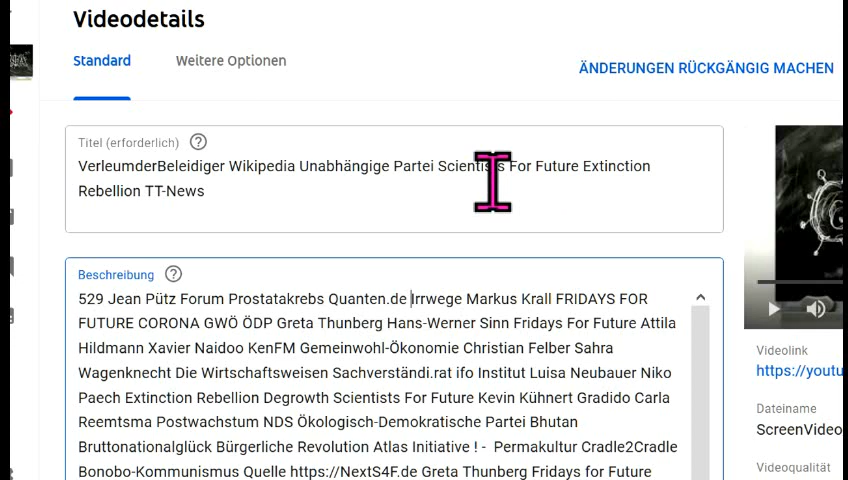 Videodetails
Standard
Weitere Optionen
ÄNDERUNGEN RÜCKGÄNGIG MACHEN
Titel (erforderlich)
VerleumderBeleidiger Wikipedia Unabhängige Partei Scientists For Future Extinction
Rebellion TT-News
Beschreibung
529 Jean Pütz Forum Prostatakrebs Quanten.de Irrwege Markus Krall FRIDAYS FOR
FUTURE CORONA GWÖ ÖDP Greta Thunberg Hans-Werner Sinn Fridays For Future Attila
Hildmann Xavier Naidoo KenFM Gemeinwohl-Ökonomie Christian Felber Sahra
Wagenknecht Die Wirtschaftsweisen Sachverständi.rat ifo Institut Luisa Neubauer Niko
Paech Extinction Rebellion Degrowth Scientists For Future Kevin Kühnert Gradido Carla
Reemtsma Postwachstum NDS Ökologisch-Demokratische Partei Bhutan
Bruttonationalglück Bürgerliche Revolution Atlas Initiative ! - Permakultur Cradle2Cradle
Bonobo-Kommunismus Quelle https://NextS4F.de Greta Thunberg Fridays for Future
Videolink
https://youtu
Dateiname
ScreenVideo
Videoqualität